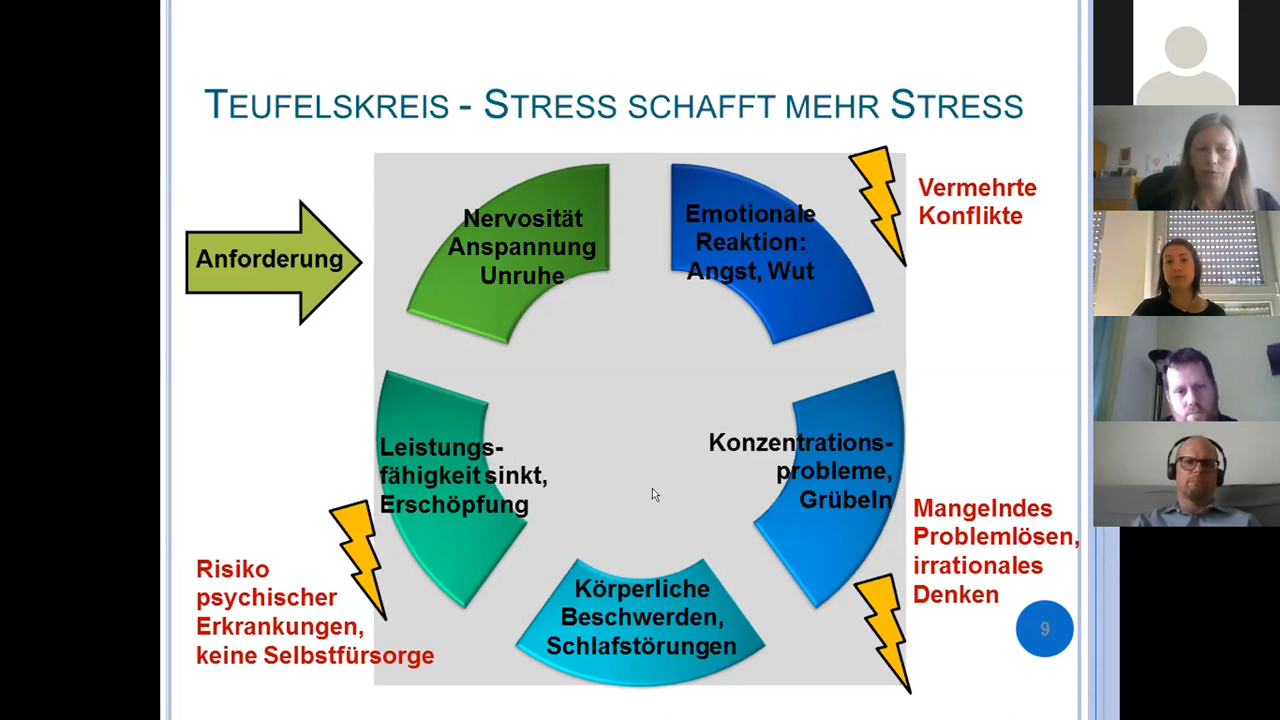 TEUFELSKREIS - STRESS SCHAFFT MEHR STRESS
Anforderung
Nervosität
Anspannung
Unruhe
Emotionale
Reaktion:
Angst, Wut
Vermehrte
Konflikte
Konzentrations-
probleme,
Grübeln
Mangelndes
Problemlösen,
irrationales
Denken
Körperliche
Beschwerden,
Schlafstörungen
Leistungs-
fähigkeit sinkt,
Erschöpfung
Risiko
psychischer
Erkrankungen,
keine Selbstfürsorge
9